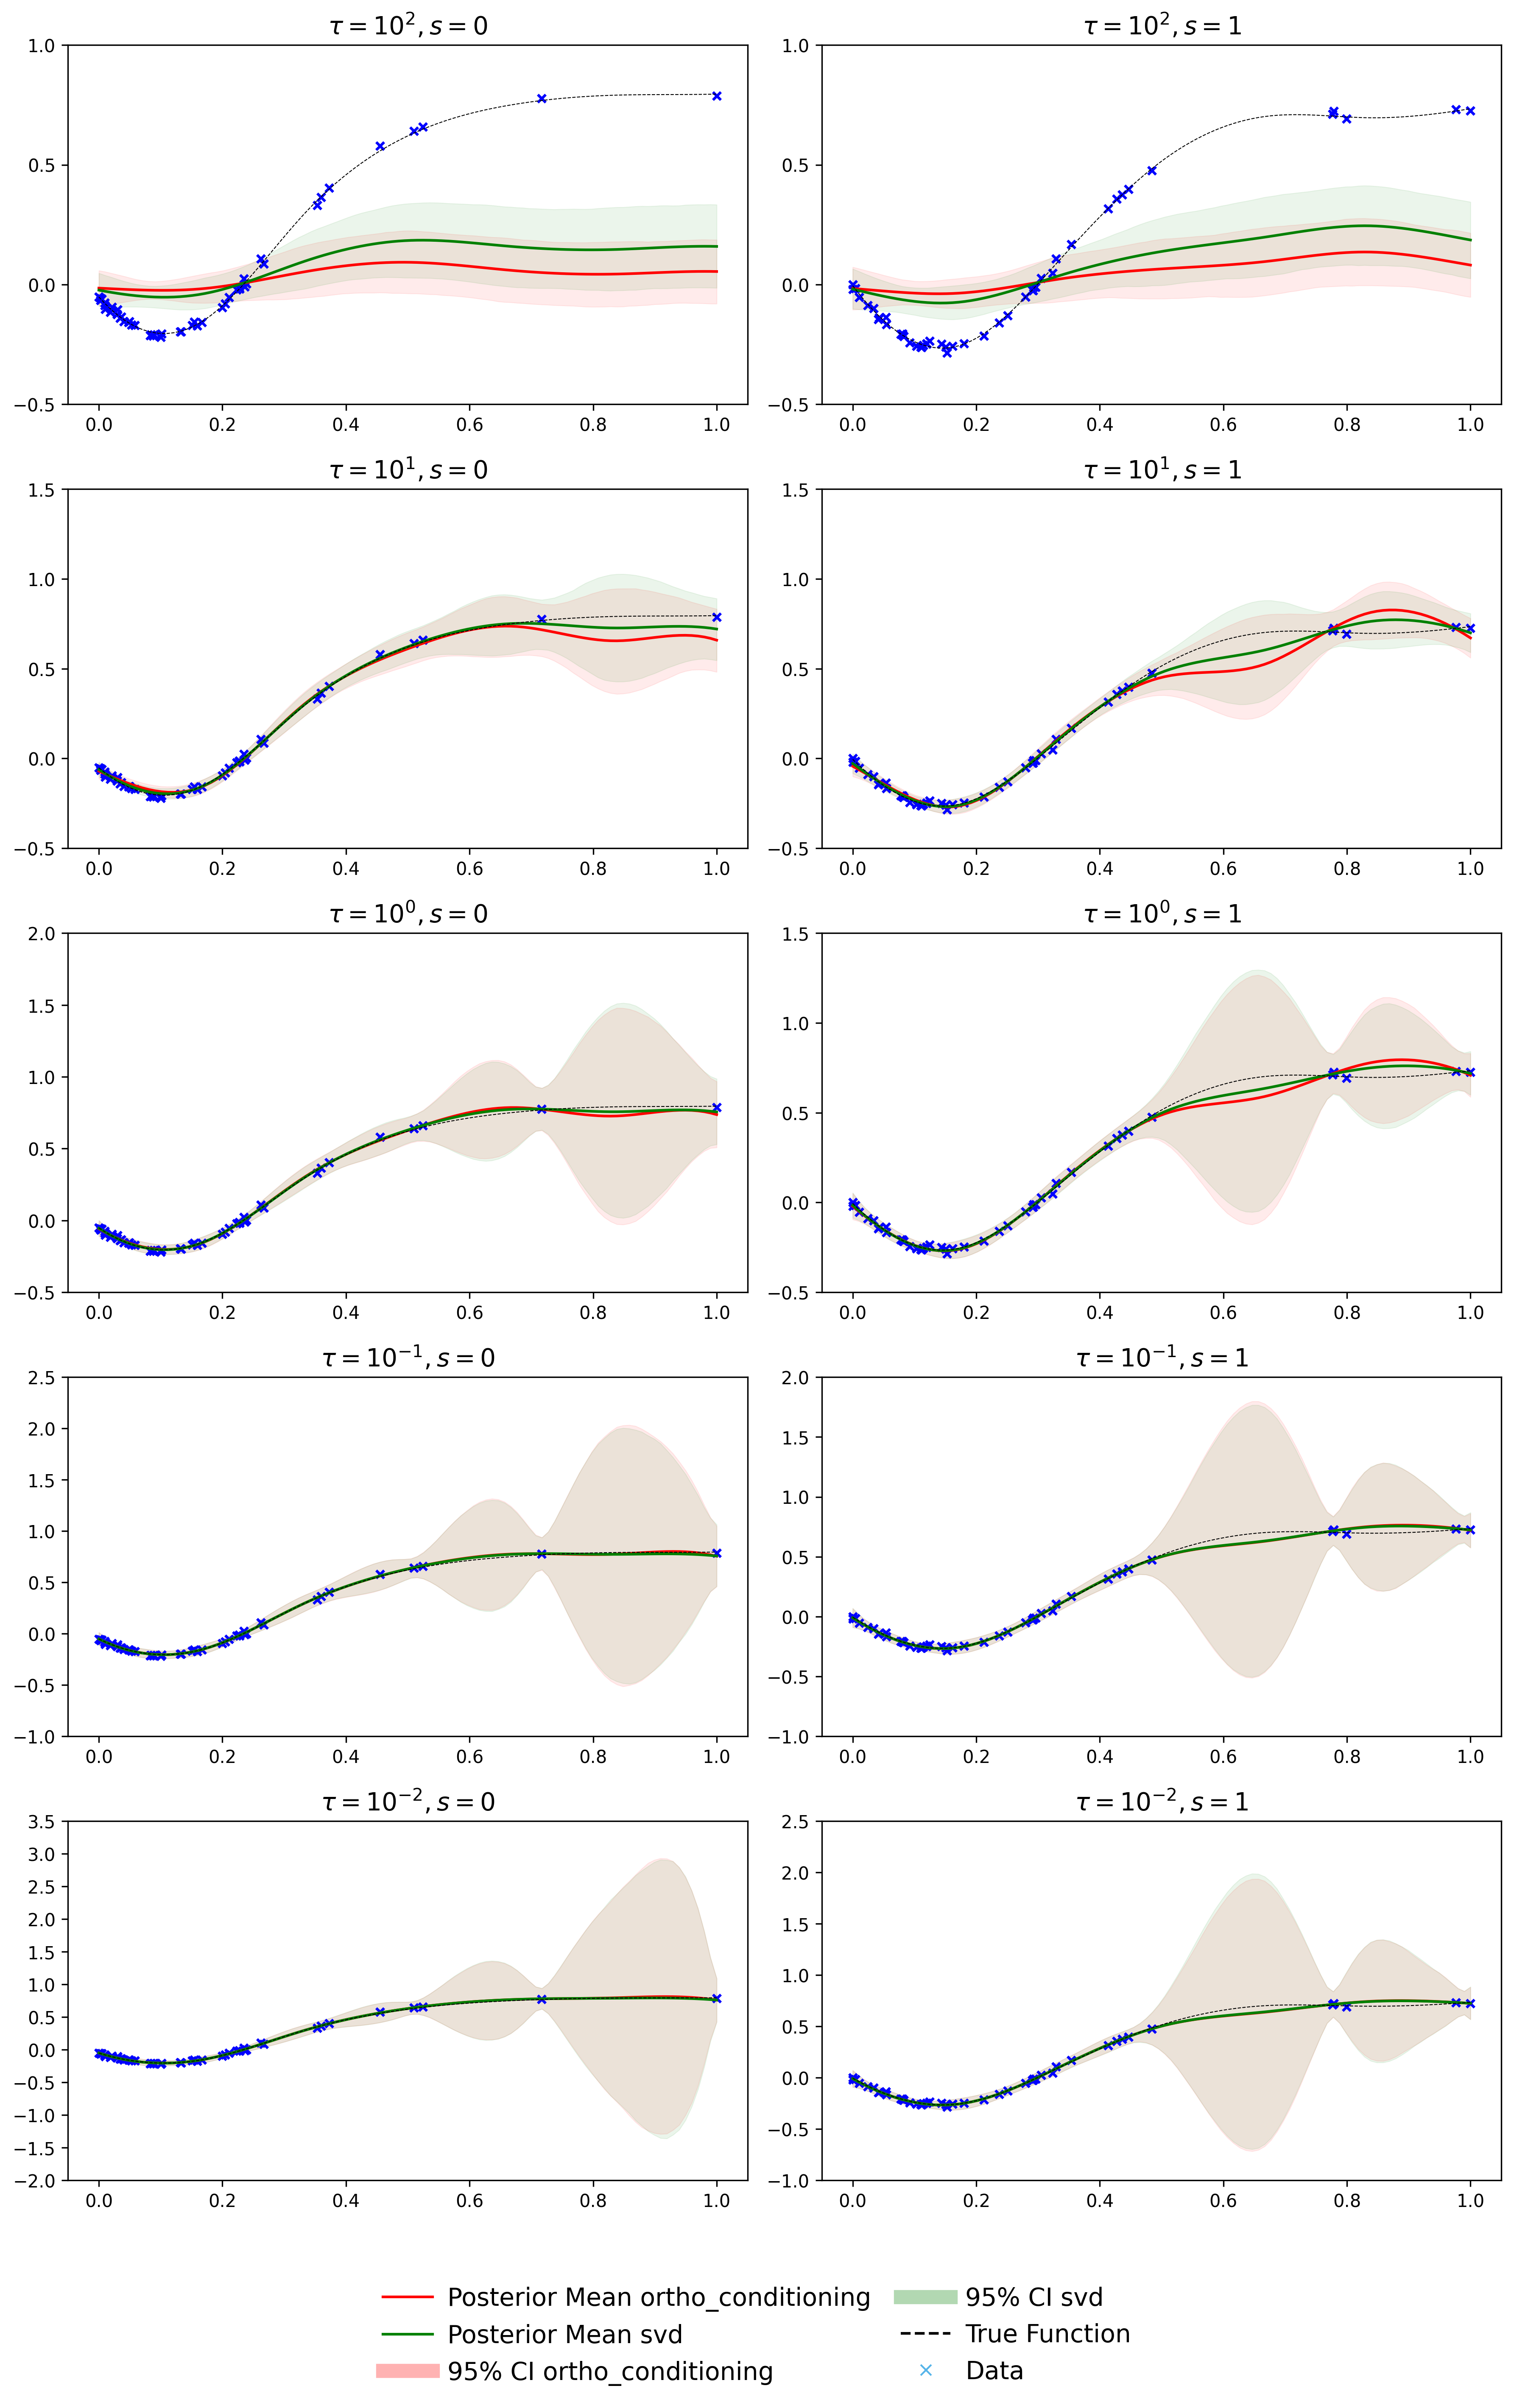 τ = 10², s = 0
τ = 10², s = 1
1.0
0.5
0.0
−0.5
0.0 0.2 0.4 0.6 0.8 1.0
1.0
0.5
0.0
−0.5
0.0 0.2 0.4 0.6 0.8 1.0
τ = 10¹, s = 0
τ = 10¹, s = 1
1.5
1.0
0.5
0.0
−0.5
0.0 0.2 0.4 0.6 0.8 1.0
1.5
1.0
0.5
0.0
−0.5
0.0 0.2 0.4 0.6 0.8 1.0
τ = 10⁰, s = 0
τ = 10⁰, s = 1
2.0
1.5
1.0
0.5
0.0
−0.5
0.0 0.2 0.4 0.6 0.8 1.0
1.5
1.0
0.5
0.0
−0.5
0.0 0.2 0.4 0.6 0.8 1.0
τ = 10⁻¹, s = 0
τ = 10⁻¹, s = 1
2.5
2.0
1.5
1.0
0.5
0.0
−0.5
−1.0
0.0 0.2 0.4 0.6 0.8 1.0
2.0
1.5
1.0
0.5
0.0
−0.5
−1.0
0.0 0.2 0.4 0.6 0.8 1.0
τ = 10⁻², s = 0
τ = 10⁻², s = 1
3.5
3.0
2.5
2.0
1.5
1.0
0.5
0.0
−0.5
−1.0
−1.5
−2.0
0.0 0.2 0.4 0.6 0.8 1.0
2.5
2.0
1.5
1.0
0.5
0.0
−0.5
−1.0
0.0 0.2 0.4 0.6 0.8 1.0
Posterior Mean ortho_conditioning
Posterior Mean svd
95% CI ortho_conditioning
95% CI svd
True Function
Data